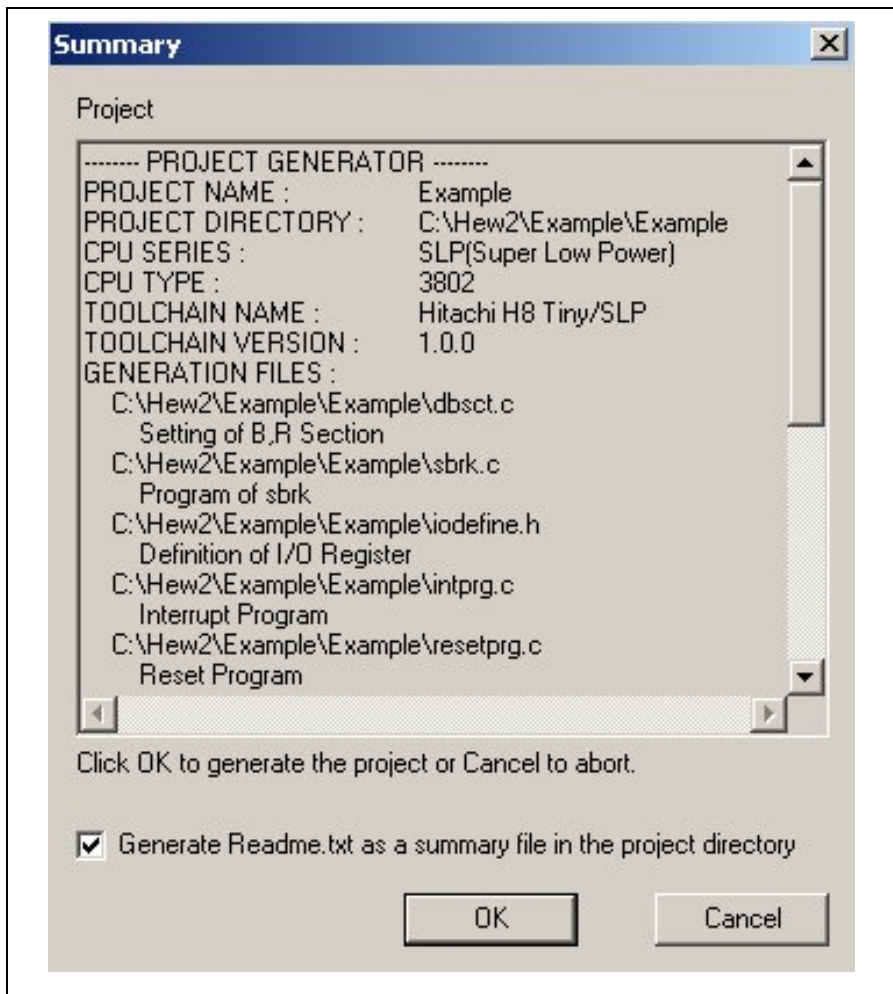 Summary
Project
-------- PROJECT GENERATOR --------
PROJECT NAME : Example
PROJECT DIRECTORY : C:\Hew2\Example\Example
CPU SERIES : SLP(Super Low Power)
CPU TYPE : 3802
TOOLCHAIN NAME : Hitachi H8 Tiny/SLP
TOOLCHAIN VERSION : 1.0.0
GENERATION FILES :
C:\Hew2\Example\Example\dbsct.c
Setting of B,R Section
C:\Hew2\Example\Example\sbrk.c
Program of sbrk
C:\Hew2\Example\Example\iodefine.h
Definition of I/O Register
C:\Hew2\Example\Example\intprg.c
Interrupt Program
C:\Hew2\Example\Example\resetprg.c
Reset Program
Click OK to generate the project or Cancel to abort.
Generate Readme.txt as a summary file in the project directory
OK Cancel